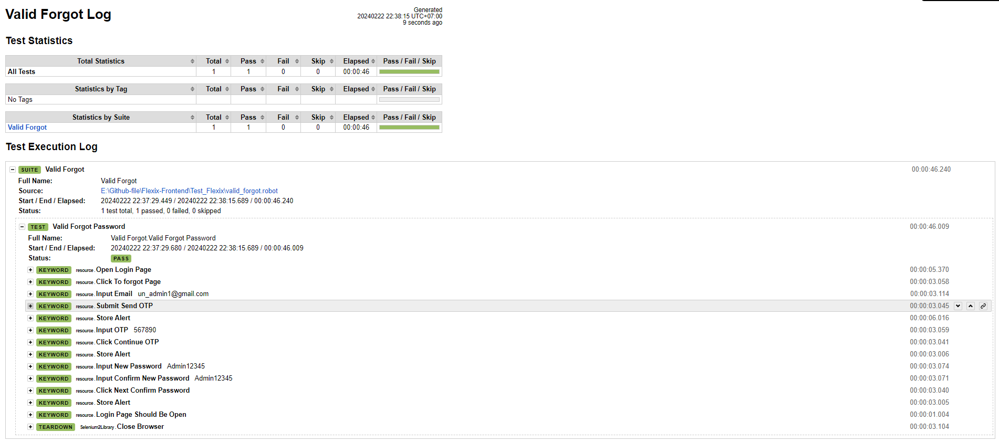 Valid Forgot Log
Generated
20240222 22:38:15 UTC+07:00
9 seconds ago
Test Statistics
Total Statistics Total Pass Fail Skip Elapsed Pass / Fail / Skip
All Tests 1 1 0 0 00:00:46
Statistics by Tag Total Pass Fail Skip Elapsed Pass / Fail / Skip
No Tags
Statistics by Suite Total Pass Fail Skip Elapsed Pass / Fail / Skip
Valid Forgot 1 1 0 0 00:00:46
Test Execution Log
SUITE Valid Forgot 00:00:46.240
Full Name: Valid Forgot
Source: E:\Github-file\Flexix-Frontend\Test_Flexix\valid_forgot.robot
Start / End / Elapsed: 20240222 22:37:29.449 / 20240222 22:38:15.689 / 00:00:46.240
Status: 1 test total, 1 passed, 0 failed, 0 skipped
TEST Valid Forgot Password 00:00:46.009
Full Name: Valid Forgot.Valid Forgot Password
Start / End / Elapsed: 20240222 22:37:29.680 / 20240222 22:38:15.689 / 00:00:46.009
Status: PASS
KEYWORD resource.Open Login Page 00:00:05.370
KEYWORD resource.Click To forgot Page 00:00:03.058
KEYWORD resource.Input Email un_admin1@gmail.com 00:00:03.114
KEYWORD resource.Submit Send OTP 00:00:03.045
KEYWORD resource.Store Alert 00:00:06.016
KEYWORD resource.Input OTP 567890 00:00:03.059
KEYWORD resource.Click Continue OTP 00:00:03.041
KEYWORD resource.Store Alert 00:00:03.006
KEYWORD resource.Input New Password Admin12345 00:00:03.074
KEYWORD resource.Input Confirm New Password Admin12345 00:00:03.071
KEYWORD resource.Click Next Confirm Password 00:00:03.040
KEYWORD resource.Store Alert 00:00:03.005
KEYWORD resource.Login Page Should Be Open 00:00:01.004
TEARDOWN Selenium2Library.Close Browser 00:00:03.104